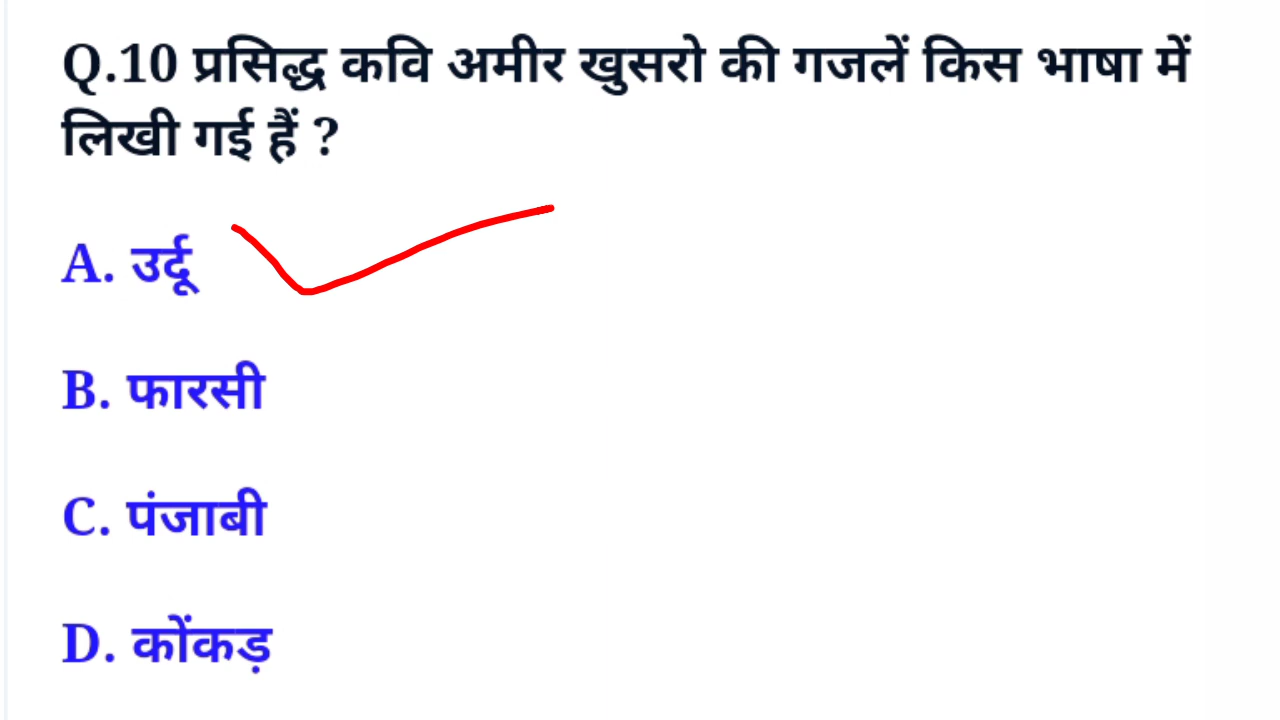 Q.10 प्रसिद्ध कवि अमीर खुसरो की गजलें किस भाषा में
लिखी गई हैं ?
A. उर्दू
B. फारसी
C. पंजाबी
D. कोंकड़